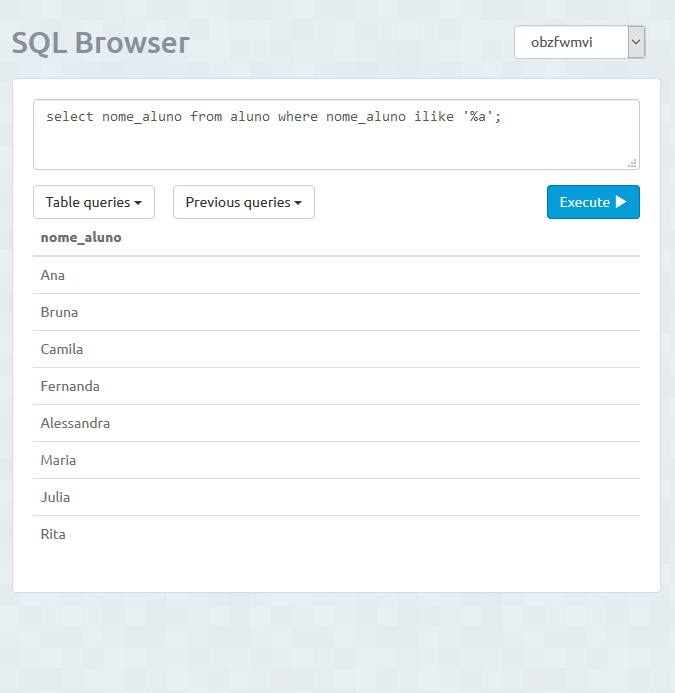 SQL Browser
obzfwmvi
select nome_aluno from aluno where nome_aluno ilike '%a';
Table queries
Previous queries
Execute
nome_aluno
Ana
Bruna
Camila
Fernanda
Alessandra
Maria
Julia
Rita